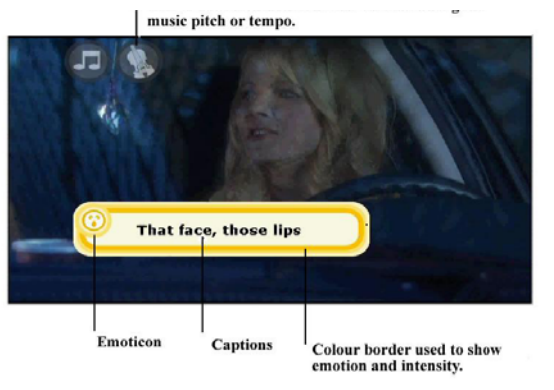 music pitch or tempo.
That face, those lips
Emoticon
Captions
Colour border used to show
emotion and intensity.